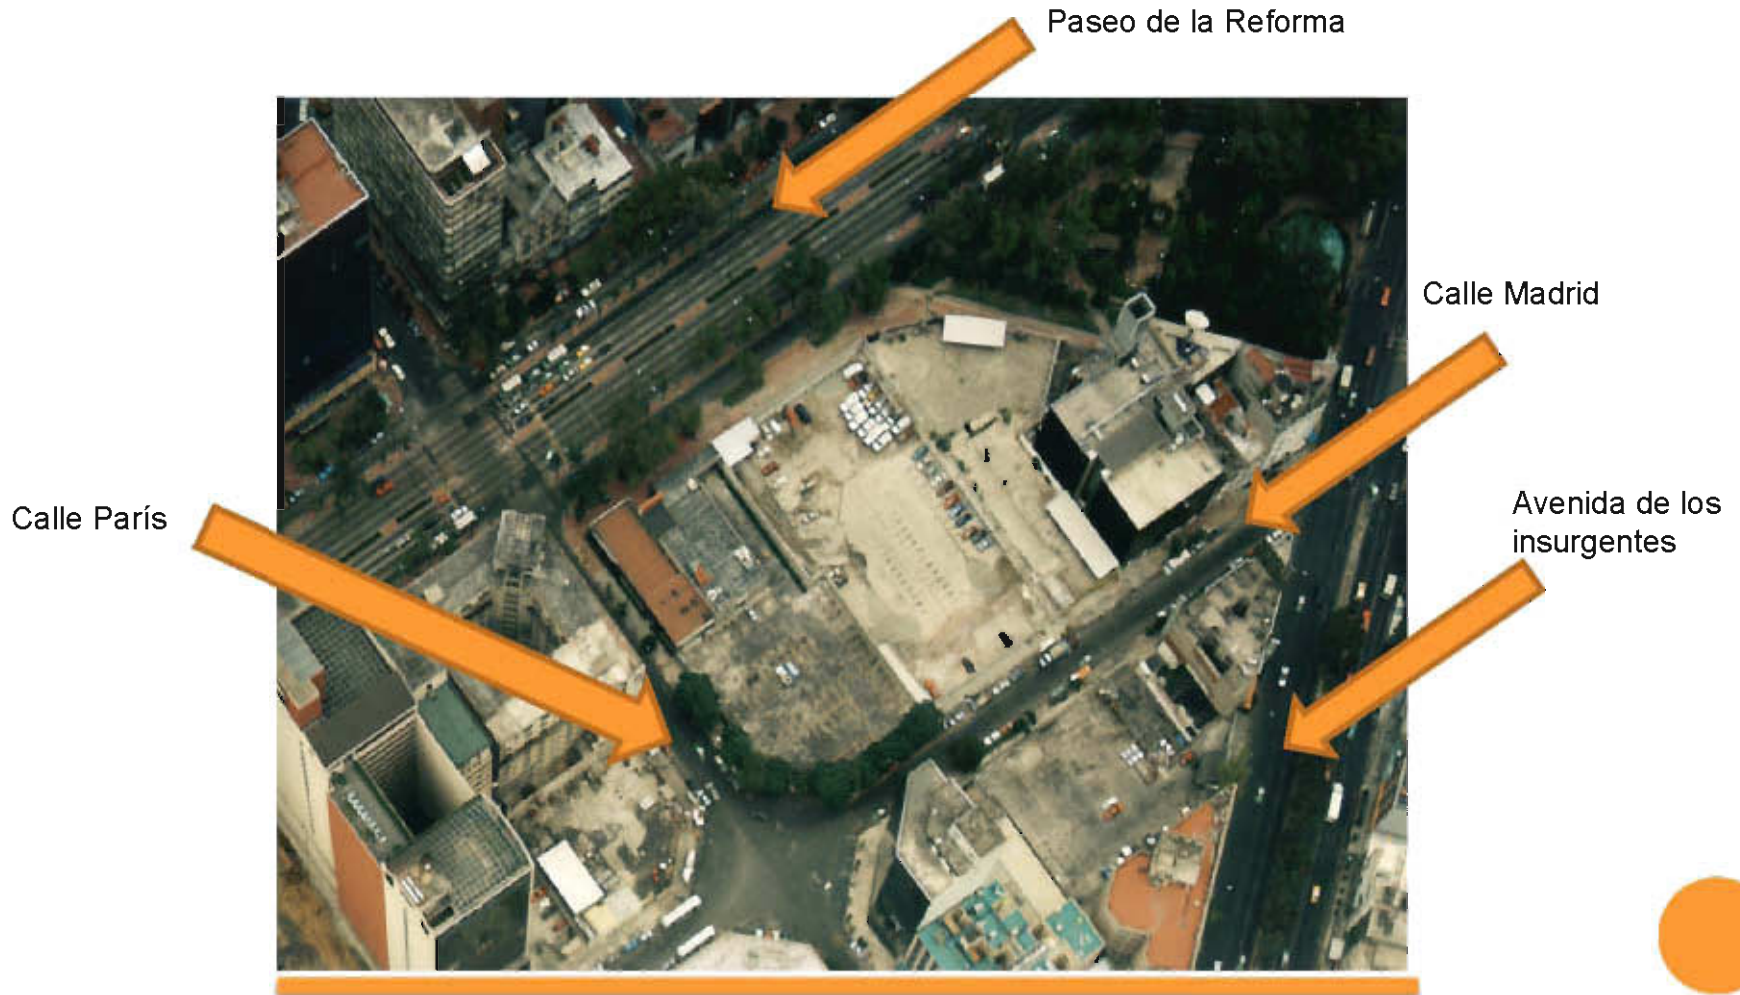 Paseo de la Reforma
Calle Madrid
Calle París
Avenida de los
insurgentes